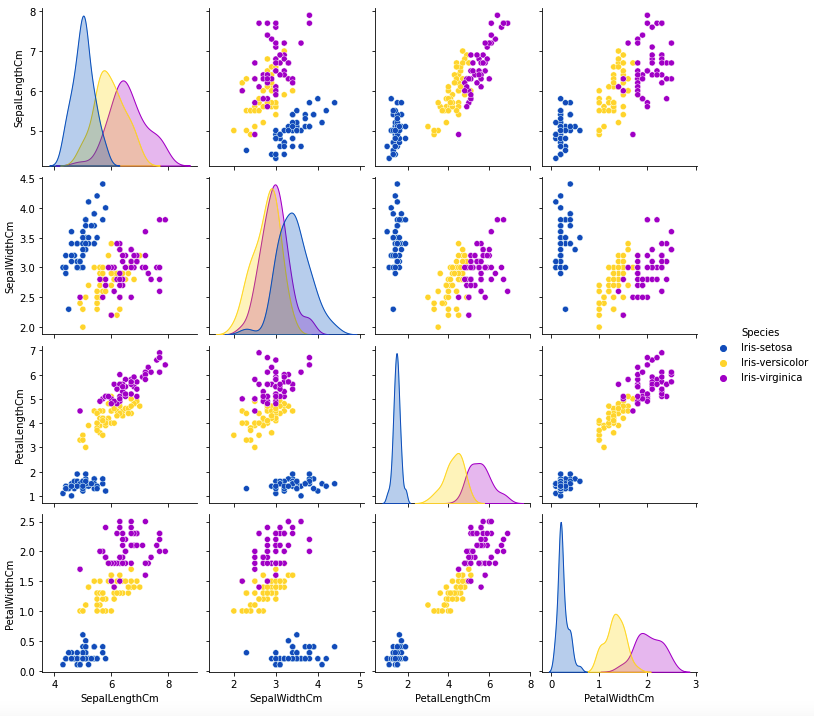 8
7
6
5
SepalLengthCm
4.5
4.0
3.5
3.0
2.5
2.0
SepalWidthCm
Species
Iris-setosa
Iris-versicolor
Iris-virginica
7
6
5
4
3
2
1
PetalLengthCm
2.5
2.0
1.5
1.0
0.5
0.0
PetalWidthCm
4 6 8
SepalLengthCm
2 3 4 5
SepalWidthCm
2 4 6 8
PetalLengthCm
0 1 2 3
PetalWidthCm